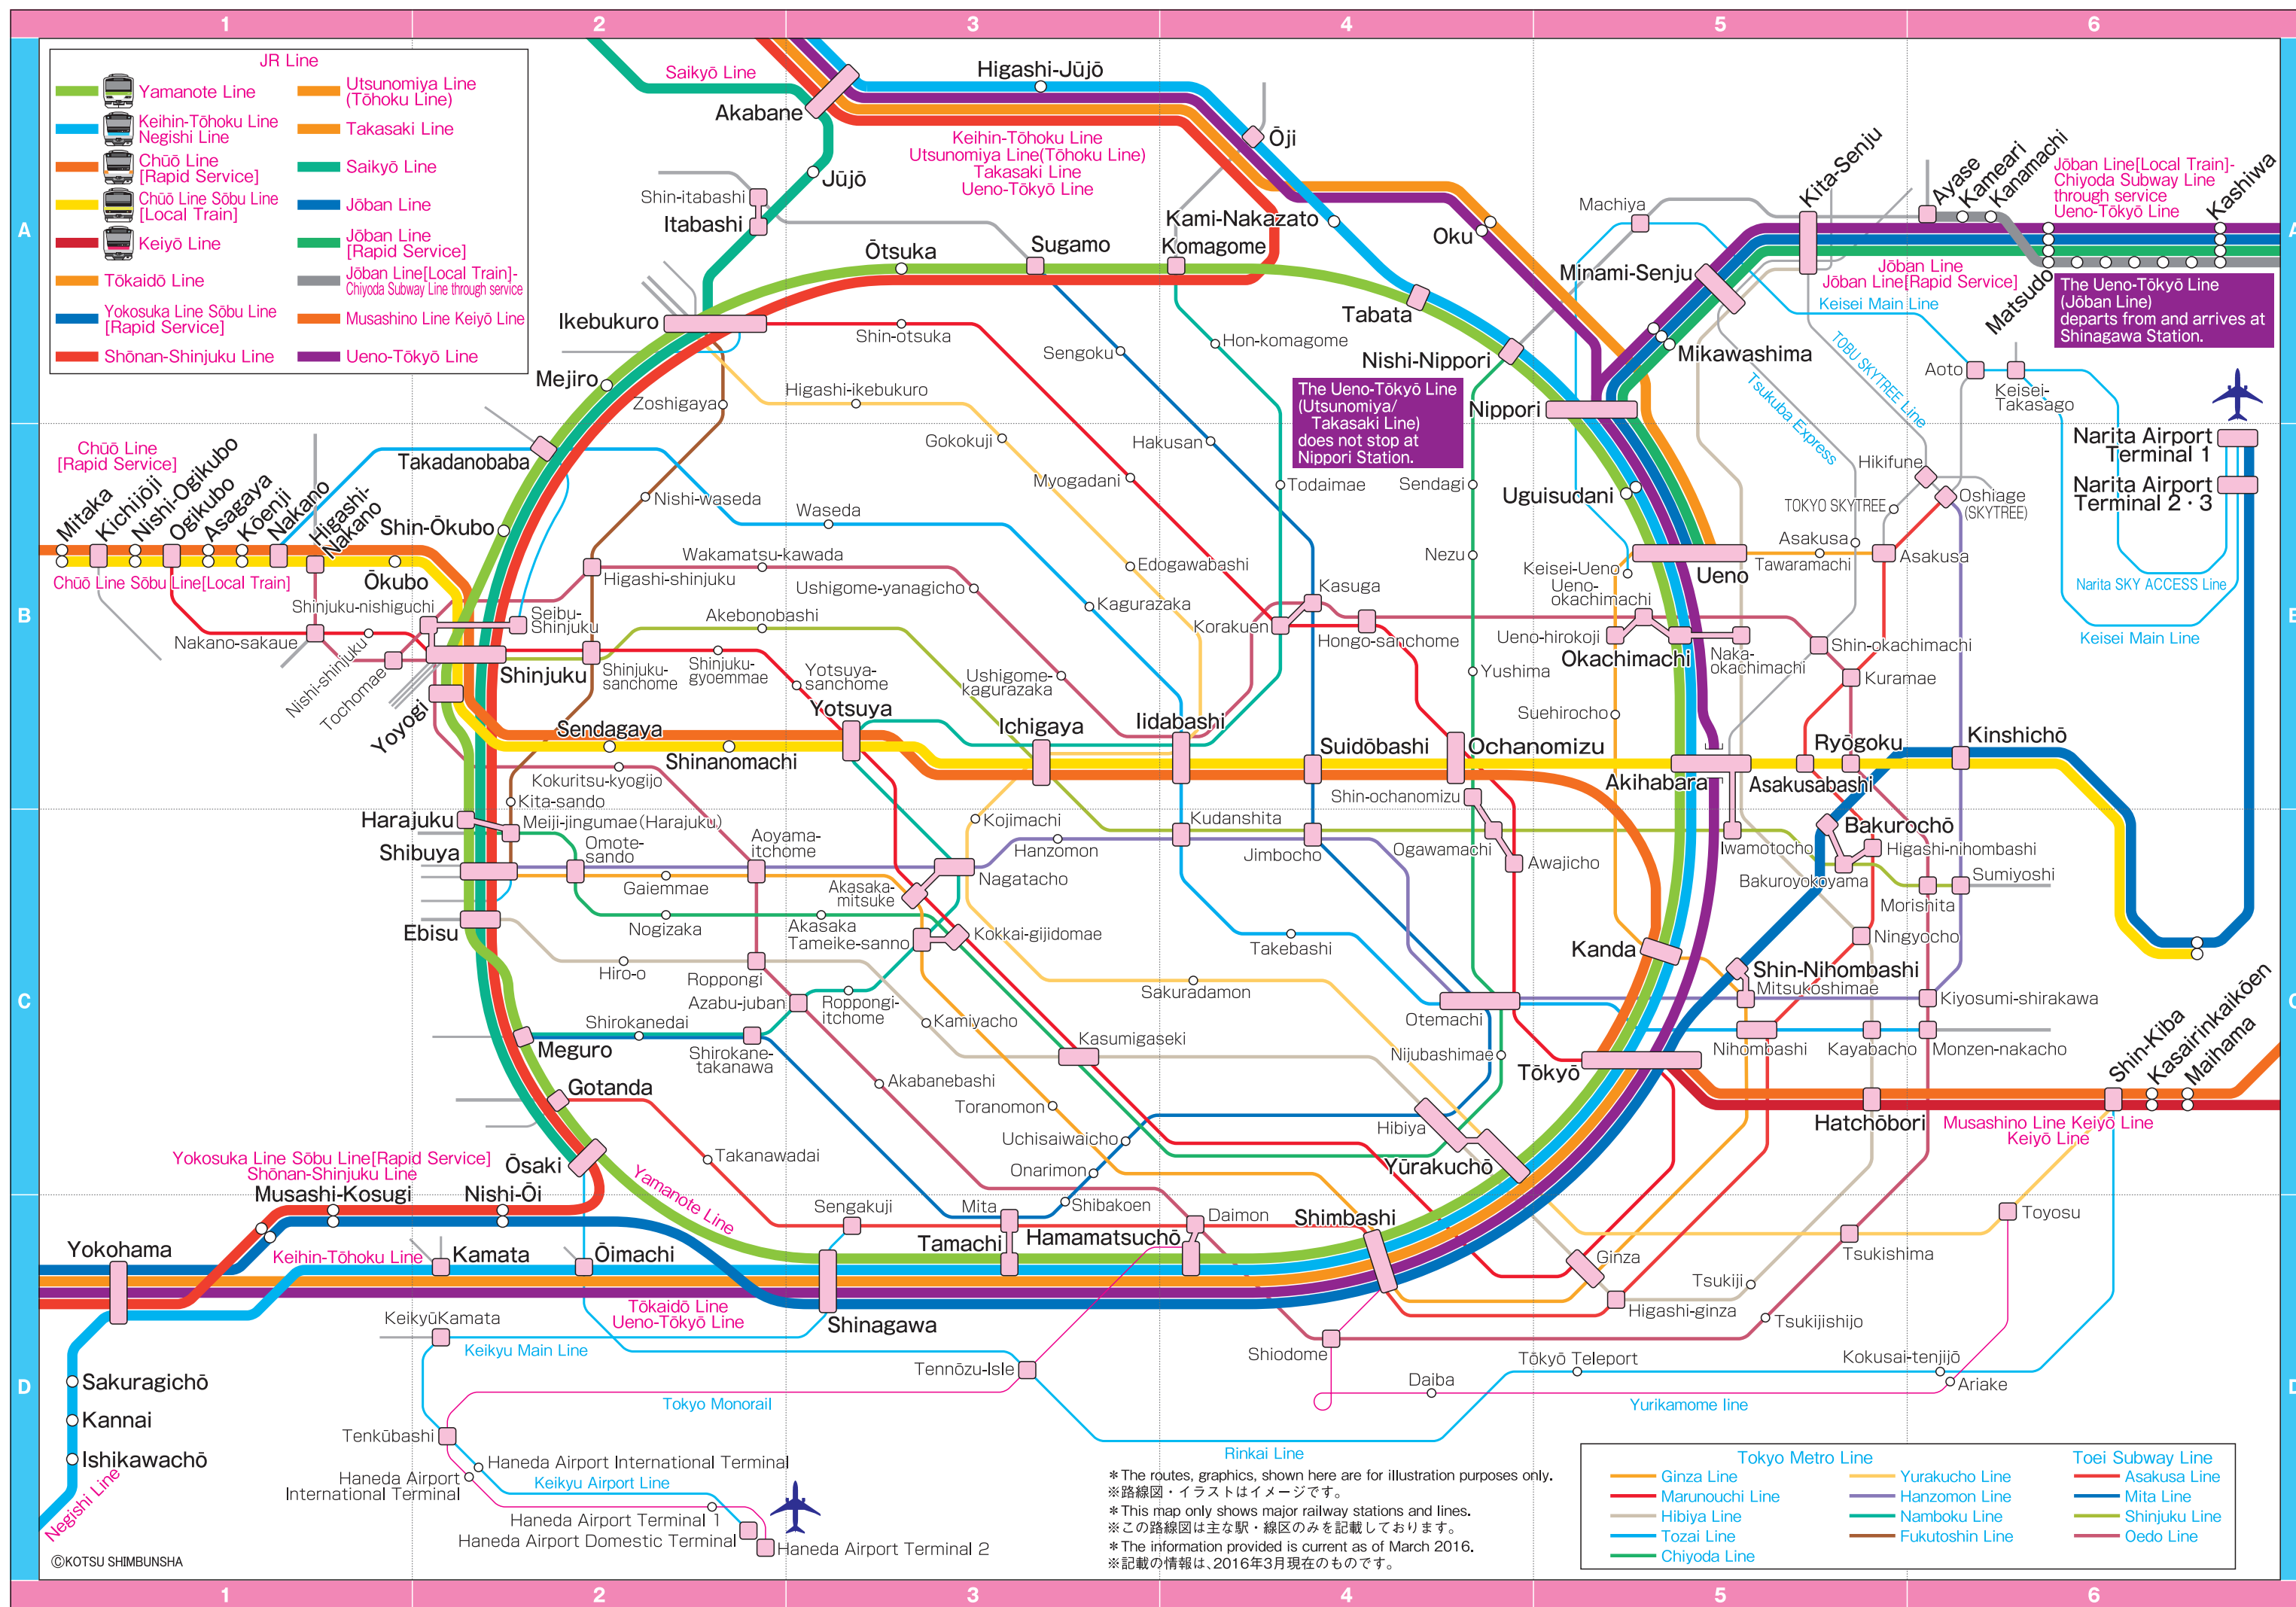 1
2
3
4
5
6
A
B
C
D
JR Line
Yamanote Line
Keihin-Tōhoku Line
Negishi Line
Chūō Line
[Rapid Service]
Chūō Line Sōbu Line
[Local Train]
Keiyō Line
Tōkaidō Line
Yokosuka Line Sōbu Line
[Rapid Service]
Shōnan-Shinjuku Line
Utsunomiya Line
(Tōhoku Line)
Takasaki Line
Saikyō Line
Jōban Line
Jōban Line
[Rapid Service]
Jōban Line[Local Train]-
Chiyoda Subway Line through service
Musashino Line Keiyō Line
Ueno-Tōkyō Line
Saikyō Line
Akabane
Higashi-Jūjō
Ōji
Keihin-Tōhoku Line
Utsunomiya Line(Tōhoku Line)
Takasaki Line
Ueno-Tōkyō Line
Jūjō
Shin-itabashi
Itabashi
Ōtsuka
Sugamo
Kami-Nakazato
Komagome
Oku
Machiya
Minami-Senju
Kita-Senju
Ayase
Kameari
Kanamachi
Jōban Line[Local Train]-
Chiyoda Subway Line
through service
Ueno-Tōkyō Line
Kashiwa
Jōban Line
Jōban Line[Rapid Service]
Keisei Main Line
Matsudo
The Ueno-Tōkyō Line
(Jōban Line)
departs from and arrives at
Shinagawa Station.
Ikebukuro
Shin-otsuka
Sengoku
Hon-komagome
Tabata
Nishi-Nippori
Mikawashima
TOBU SKYTREE Line
Tsukuba Express
Aoto
Keisei-
Takasago
Mejiro
Zoshigaya
Higashi-ikebukuro
The Ueno-Tōkyō Line
(Utsunomiya/
Takasaki Line)
does not stop at
Nippori Station.
Nippori
Gokokuji
Hakusan
Narita Airport
Terminal 1
Narita Airport
Terminal 2・3
Chūō Line
[Rapid Service]
Mitaka
Kichijōji
Nishi-Ogikubo
Ogikubo
Asagaya
Kōenji
Nakano
Higashi-
Nakano
Takadanobaba
Nishi-waseda
Myogadani
Todaimae
Sendagi
Uguisudani
Hikifune
Oshiage
(SKYTREE)
TOKYO SKYTREE
Shin-Ōkubo
Waseda
Chūō Line Sōbu Line[Local Train]
Ōkubo
Higashi-shinjuku
Wakamatsu-kawada
Ushigome-yanagicho
Edogawabashi
Kagurazaka
Kasuga
Nezu
Keisei-Ueno
Ueno
Asakusa
Tawaramachi
Asakusa
Narita SKY ACCESS Line
Keisei Main Line
Shinjuku-nishiguchi
Seibu-
Shinjuku
Akebonobashi
Korakuen
Hongo-sanchome
Ueno-
okachimachi
Ueno-hirokoji
Okachimachi
Naka-
okachimachi
Shin-okachimachi
Nakano-sakaue
Nishi-shinjuku
Tochomae
Shinjuku
Shinjuku-
sanchome
Shinjuku-
gyoemmae
Yotsuya-
sanchome
Ushigome-
kagurazaka
Yushima
Kuramae
Yoyogi
Sendagaya
Shinanomachi
Yotsuya
Ichigaya
Iidabashi
Suidōbashi
Ochanomizu
Suehirocho
Akihabara
Asakusabashi
Ryōgoku
Kinshichō
Kokuritsu-kyogijo
Kita-sando
Shin-ochanomizu
Harajuku
Meiji-jingumae(Harajuku)
Shibuya
Omote-
sando
Aoyama-
itchome
Kojimachi
Hanzomon
Kudanshita
Jimbocho
Ogawamachi
Awajicho
Iwamotocho
Bakurochō
Higashi-nihombashi
Bakuroyokoyama
Sumiyoshi
Morishita
Gaiemmae
Akasaka-
mitsuke
Nagatacho
Ebisu
Nogizaka
Akasaka
Tameike-sanno
Kokkai-gijidomae
Takebashi
Kanda
Ningyocho
Hiro-o
Roppongi
Azabu-juban
Roppongi-
itchome
Sakuradamon
Shin-Nihombashi
Mitsukoshimae
Kiyosumi-shirakawa
Kamiyacho
Otemachi
Meguro
Shirokanedai
Shirokane-
takanawa
Kasumigaseki
Nijubashimae
Nihombashi
Kayabacho
Monzen-nakacho
Tōkyō
Shin-Kiba
Kasairinkaikōen
Maihama
Gotanda
Akabanebashi
Toranomon
Uchisaiwaicho
Hibiya
Yūrakuchō
Hatchōbori
Musashino Line Keiyō Line
Keiyō Line
Takanawadai
Onarimon
Yokosuka Line Sōbu Line[Rapid Service]
Shōnan-Shinjuku Line
Ōsaki
Yamanote Line
Musashi-Kosugi
Nishi-Ōi
Sengakuji
Mita
Shibakoen
Daimon
Shimbashi
Toyosu
Tsukishima
Yokohama
Keihin-Tōhoku Line
Kamata
Ōimachi
Tamachi
Hamamatsuchō
Ginza
Tsukiji
Higashi-ginza
Tsukijishijo
Tōkaidō Line
Ueno-Tōkyō Line
Shinagawa
KeikyūKamata
Keikyu Main Line
Shiodome
Tennōzu-Isle
Tōkyō Teleport
Kokusai-tenjijō
Daiba
Ariake
Yurikamome line
Tokyo Monorail
Rinkai Line
Sakuragichō
Kannai
Ishikawachō
Negishi Line
Tenkūbashi
Haneda Airport International Terminal
Haneda Airport
International Terminal
Keikyu Airport Line
Haneda Airport Terminal 1
Haneda Airport Domestic Terminal
Haneda Airport Terminal 2
*The routes, graphics, shown here are for illustration purposes only.
※路線図・イラストはイメージです。
*This map only shows major railway stations and lines.
※この路線図は主な駅・線区のみを記載しております。
*The information provided is current as of March 2016.
※記載の情報は、2016年3月現在のものです。
Tokyo Metro Line
Ginza Line
Marunouchi Line
Hibiya Line
Tozai Line
Chiyoda Line
Yurakucho Line
Hanzomon Line
Namboku Line
Fukutoshin Line
Toei Subway Line
Asakusa Line
Mita Line
Shinjuku Line
Oedo Line
ⒸKOTSU SHIMBUNSHA
A
B
C
D
1
2
3
4
5
6